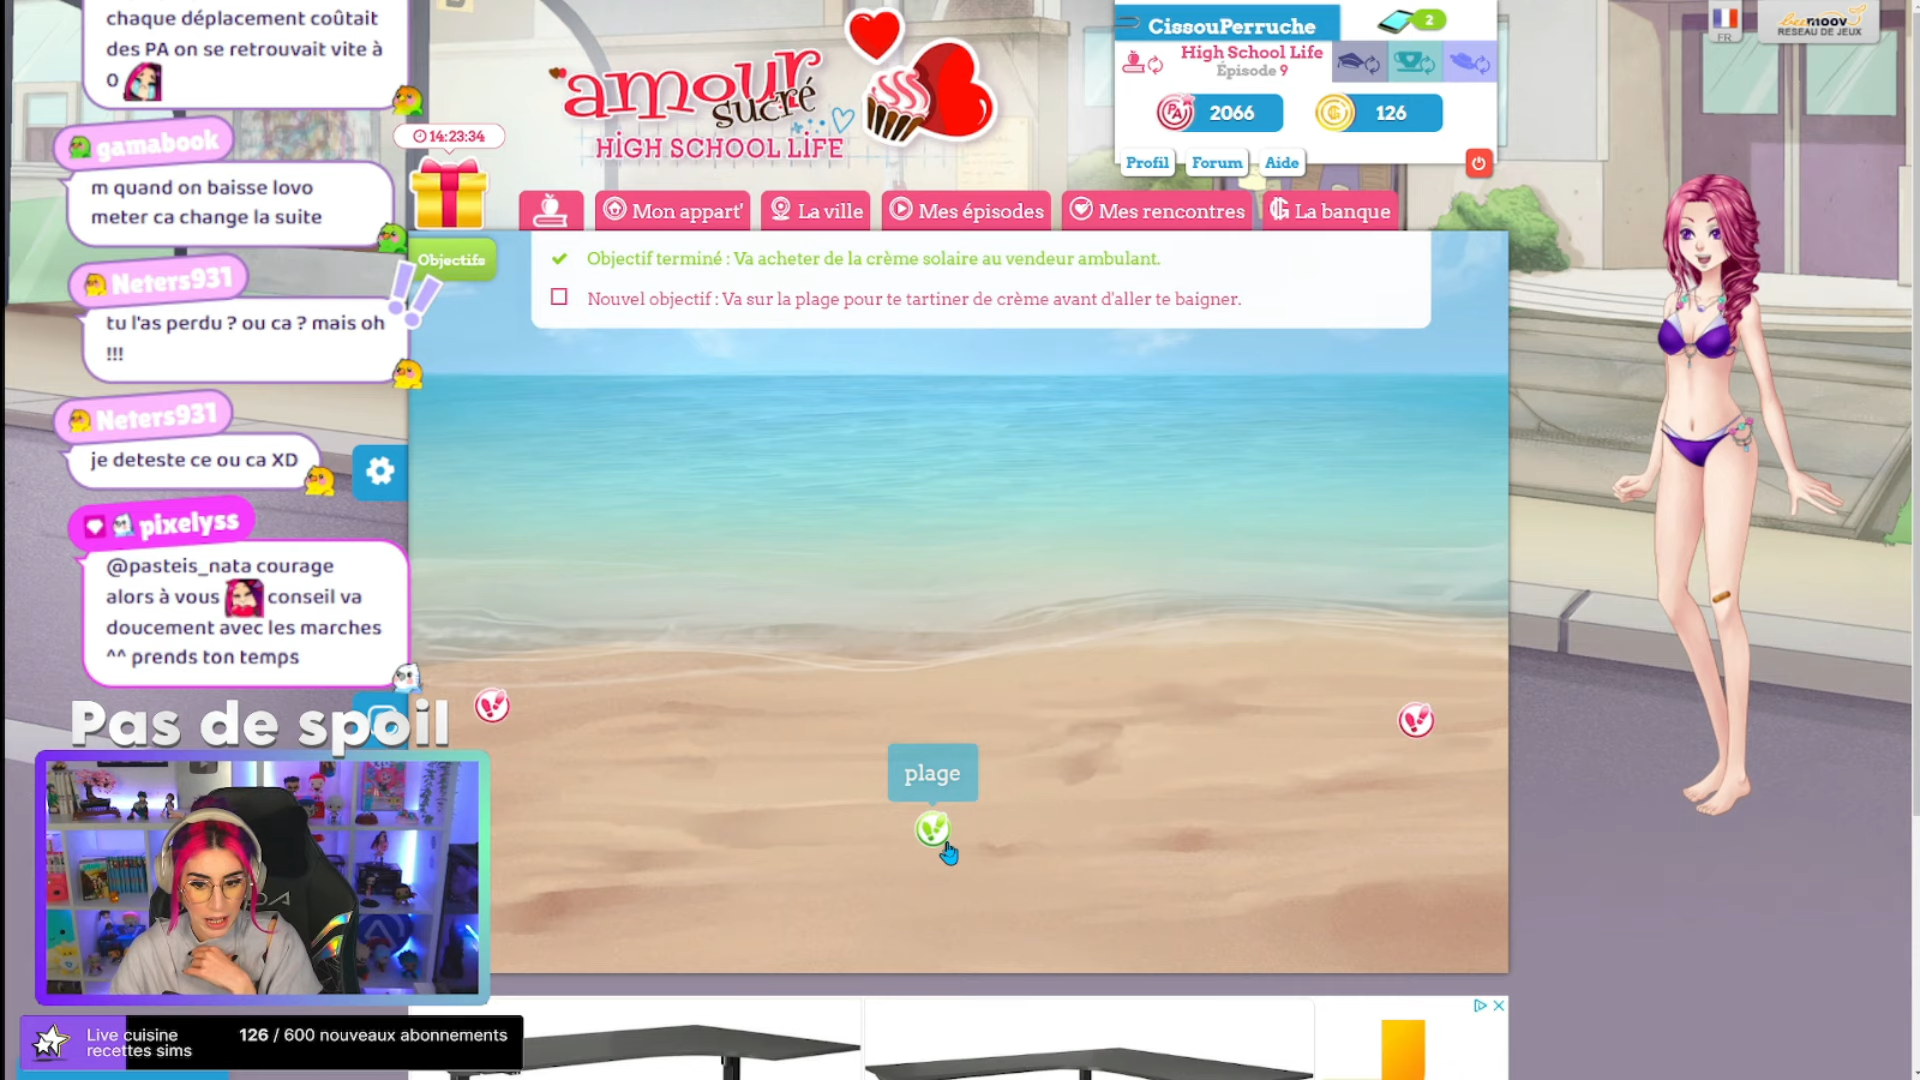 chaque déplacement coûtait
des PA on se retrouvait vite à
0
gamabook
m quand on baisse lovo
meter ca change la suite
Neters931
tu l'as perdu ? ou ca ? mais oh
!!!
Neters931
je deteste ce ou ca XD
pixelyss
@pasteis_nata courage
alors à vous conseil va
doucement avec les marches
^^ prends ton temps
Pas de spoil
Live cuisine
recettes sims
126 / 600 nouveaux abonnements
14:23:34
amour
sucré
HIGH SCHOOL LIFE
CissouPerruche
2
High School Life
Épisode 9
PA
2066
126
Profil
Forum
Aide
FR
beemoov
RESEAU DE JEUX
Mon appart'
La ville
Mes épisodes
Mes rencontres
La banque
Objectifs
Objectif terminé : Va acheter de la crème solaire au vendeur ambulant.
Nouvel objectif : Va sur la plage pour te tartiner de crème avant d'aller te baigner.
plage